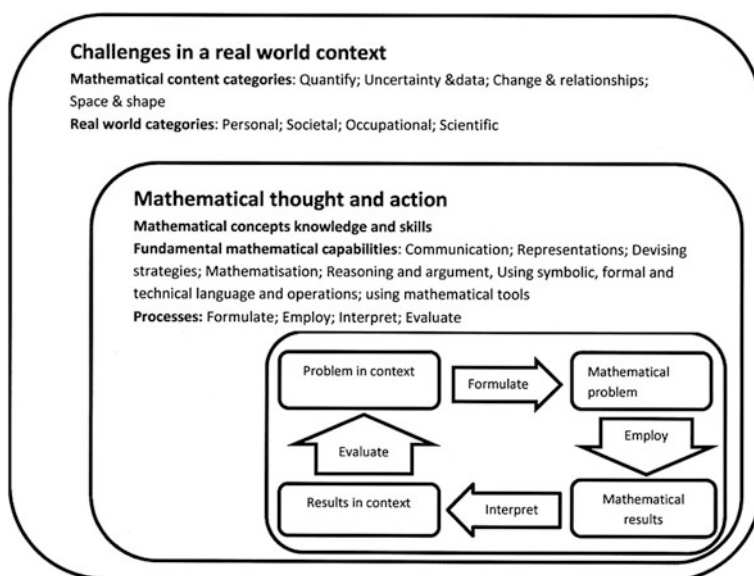 Challenges in a real world context
Mathematical content categories: Quantify; Uncertainty &data; Change & relationships;
Space & shape
Real world categories: Personal; Societal; Occupational; Scientific
Mathematical thought and action
Mathematical concepts knowledge and skills
Fundamental mathematical capabilities: Communication; Representations; Devising
strategies; Mathematisation; Reasoning and argument, Using symbolic, formal and
technical language and operations; using mathematical tools
Processes: Formulate; Employ; Interpret; Evaluate
Problem in context
Formulate
Mathematical
problem
Evaluate
Employ
Results in context
Interpret
Mathematical
results